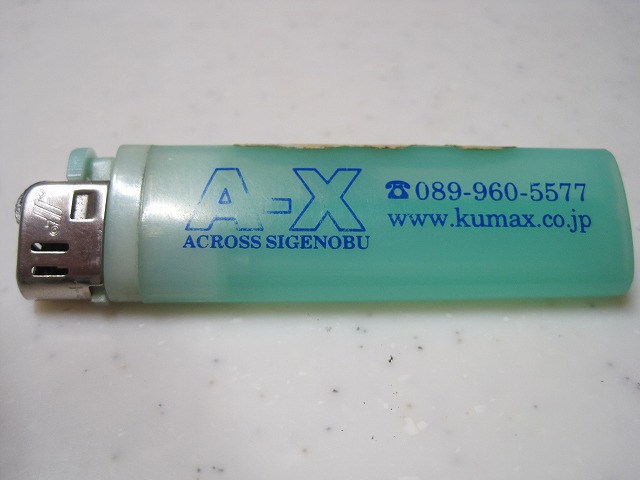 A-X
ACROSS SIGENOBU
☎089-960-5577
www.kumax.co.jp